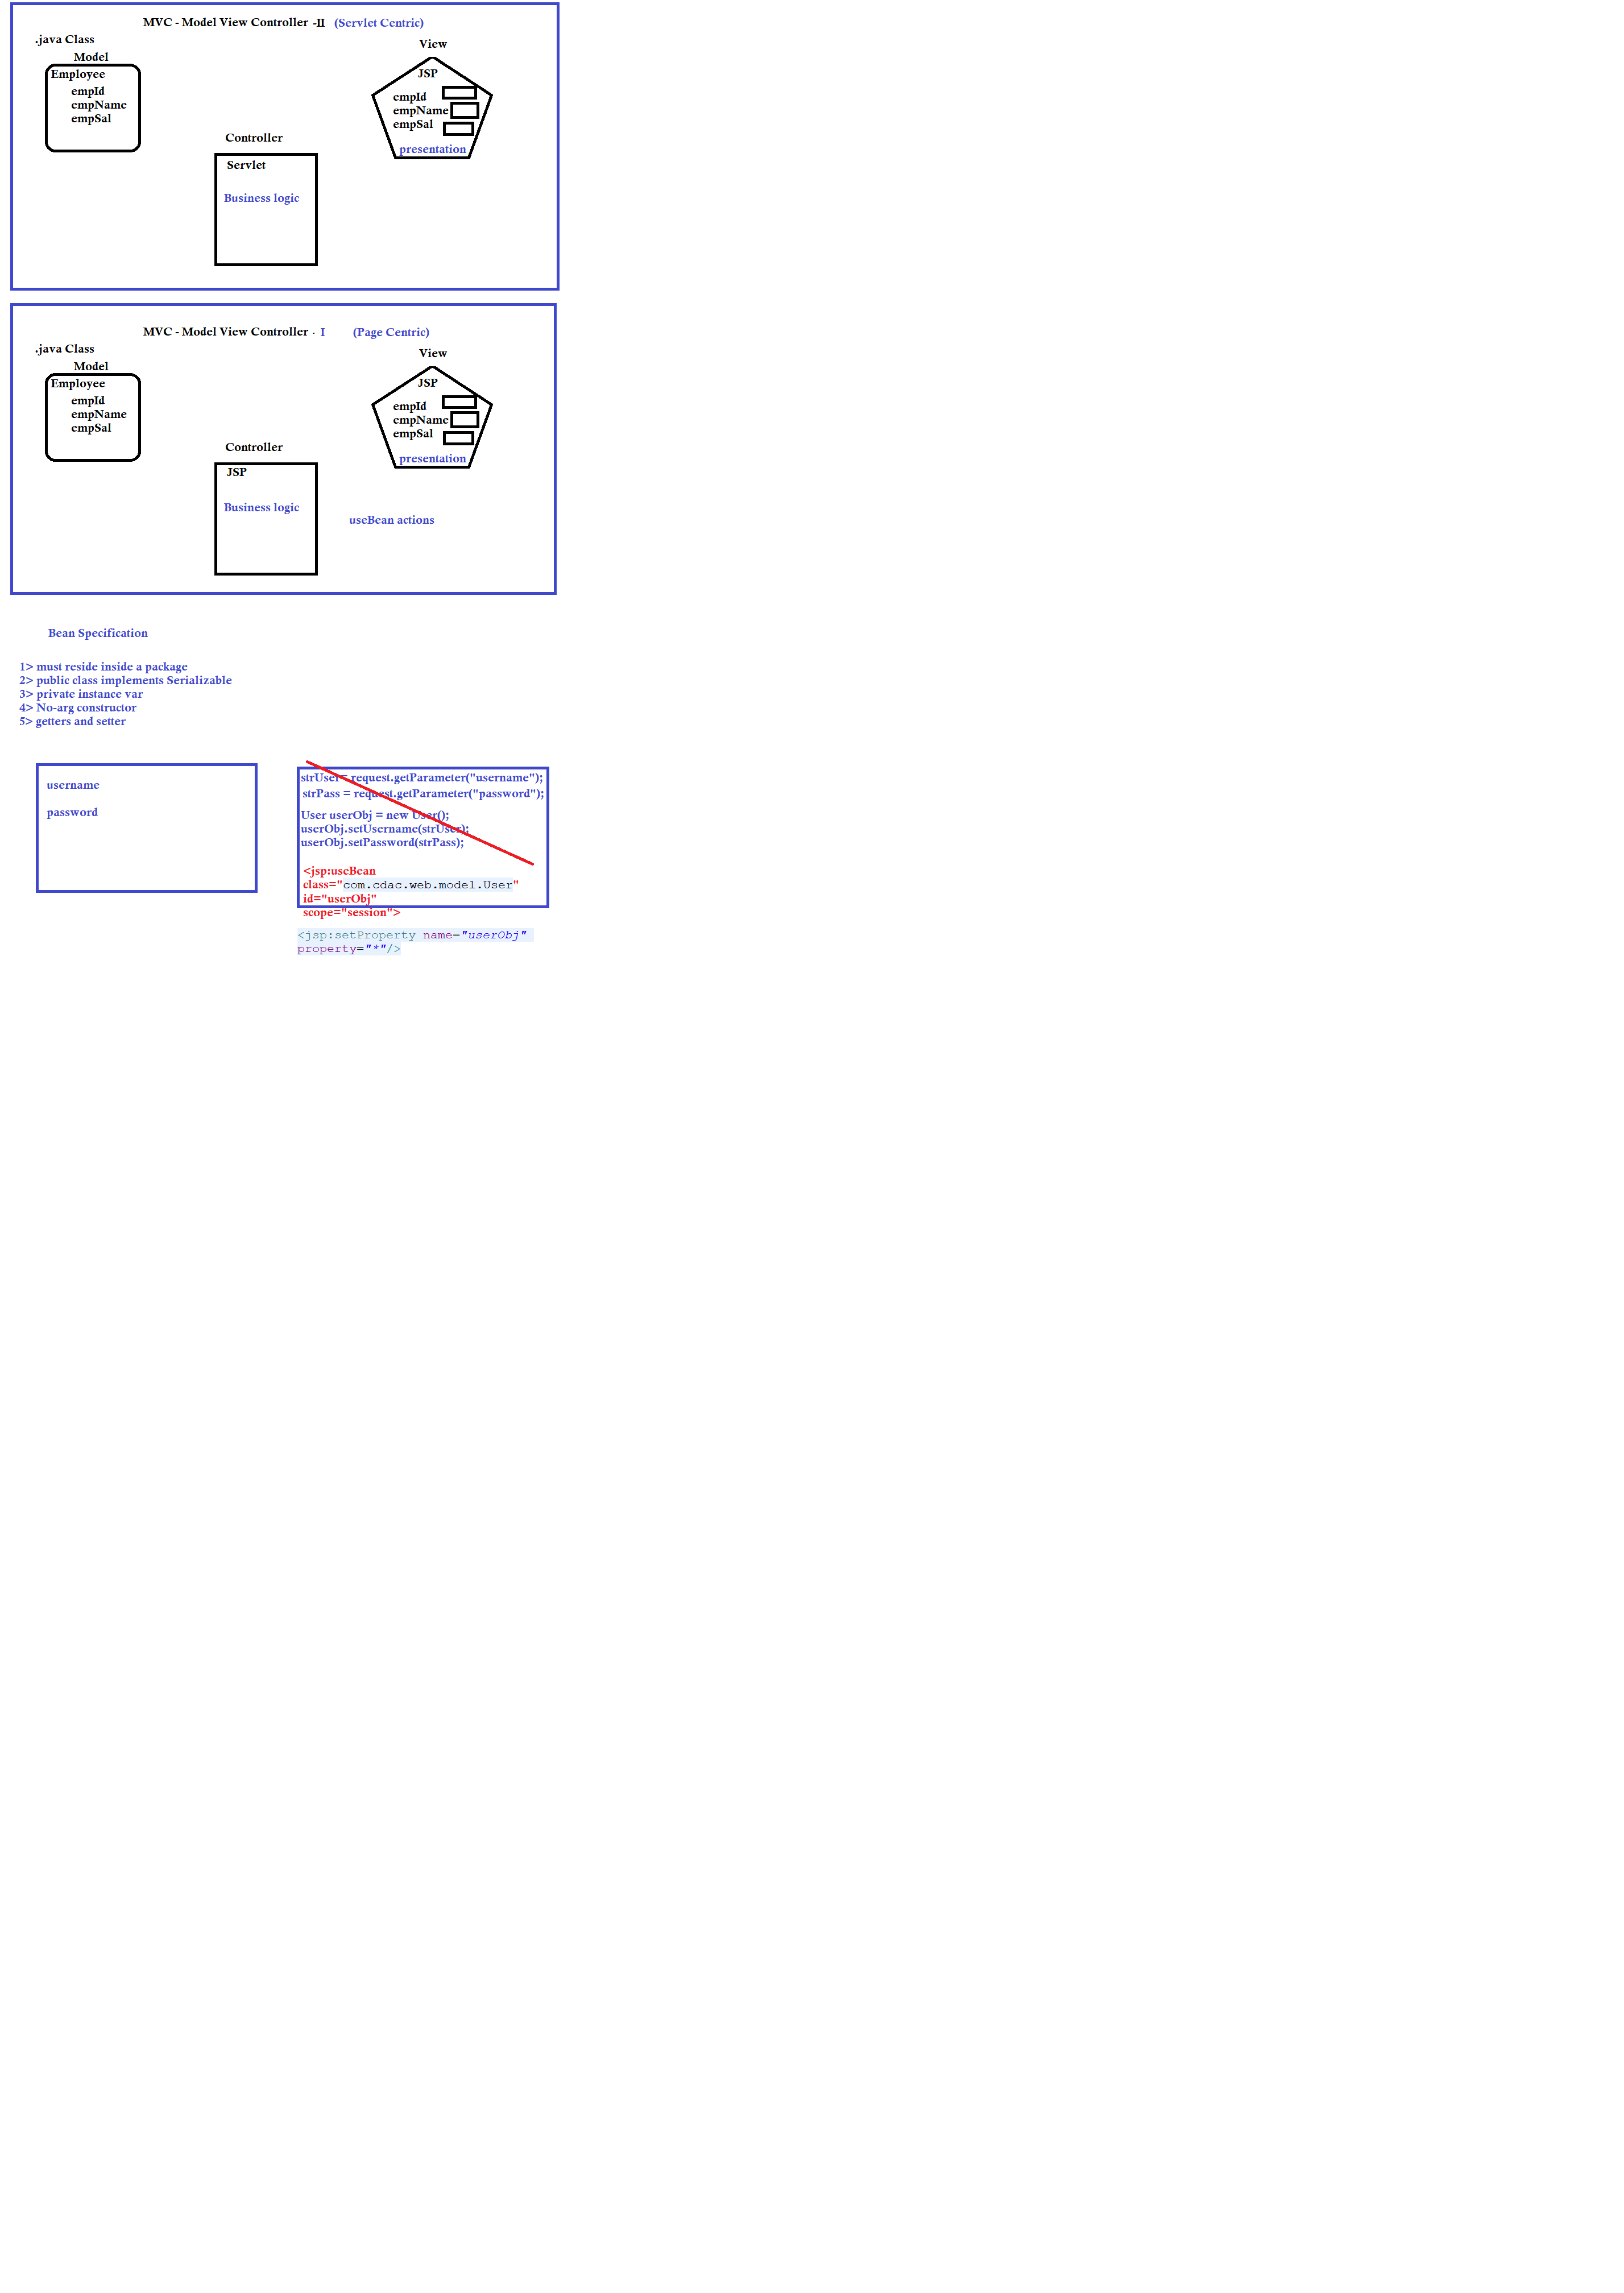 MVC - Model View Controller -II (Servlet Centric)
.java Class
Model
Employee
empId
empName
empSal
View
JSP
empId
empName
empSal
presentation
Controller
Servlet
Business logic
MVC - Model View Controller - I (Page Centric)
.java Class
Model
Employee
empId
empName
empSal
View
JSP
empId
empName
empSal
presentation
Controller
JSP
Business logic
useBean actions
Bean Specification
1> must reside inside a package
2> public class implements Serializable
3> private instance var
4> No-arg constructor
5> getters and setter
username
password
strUser= request.getParameter("username");
strPass = request.getParameter("password");
User userObj = new User();
userObj.setUsername(strUser);
userObj.setPassword(strPass);
<jsp:useBean
class="com.cdac.web.model.User"
id="userObj"
scope="session">
<jsp:setProperty name="userObj"
property="*"/>